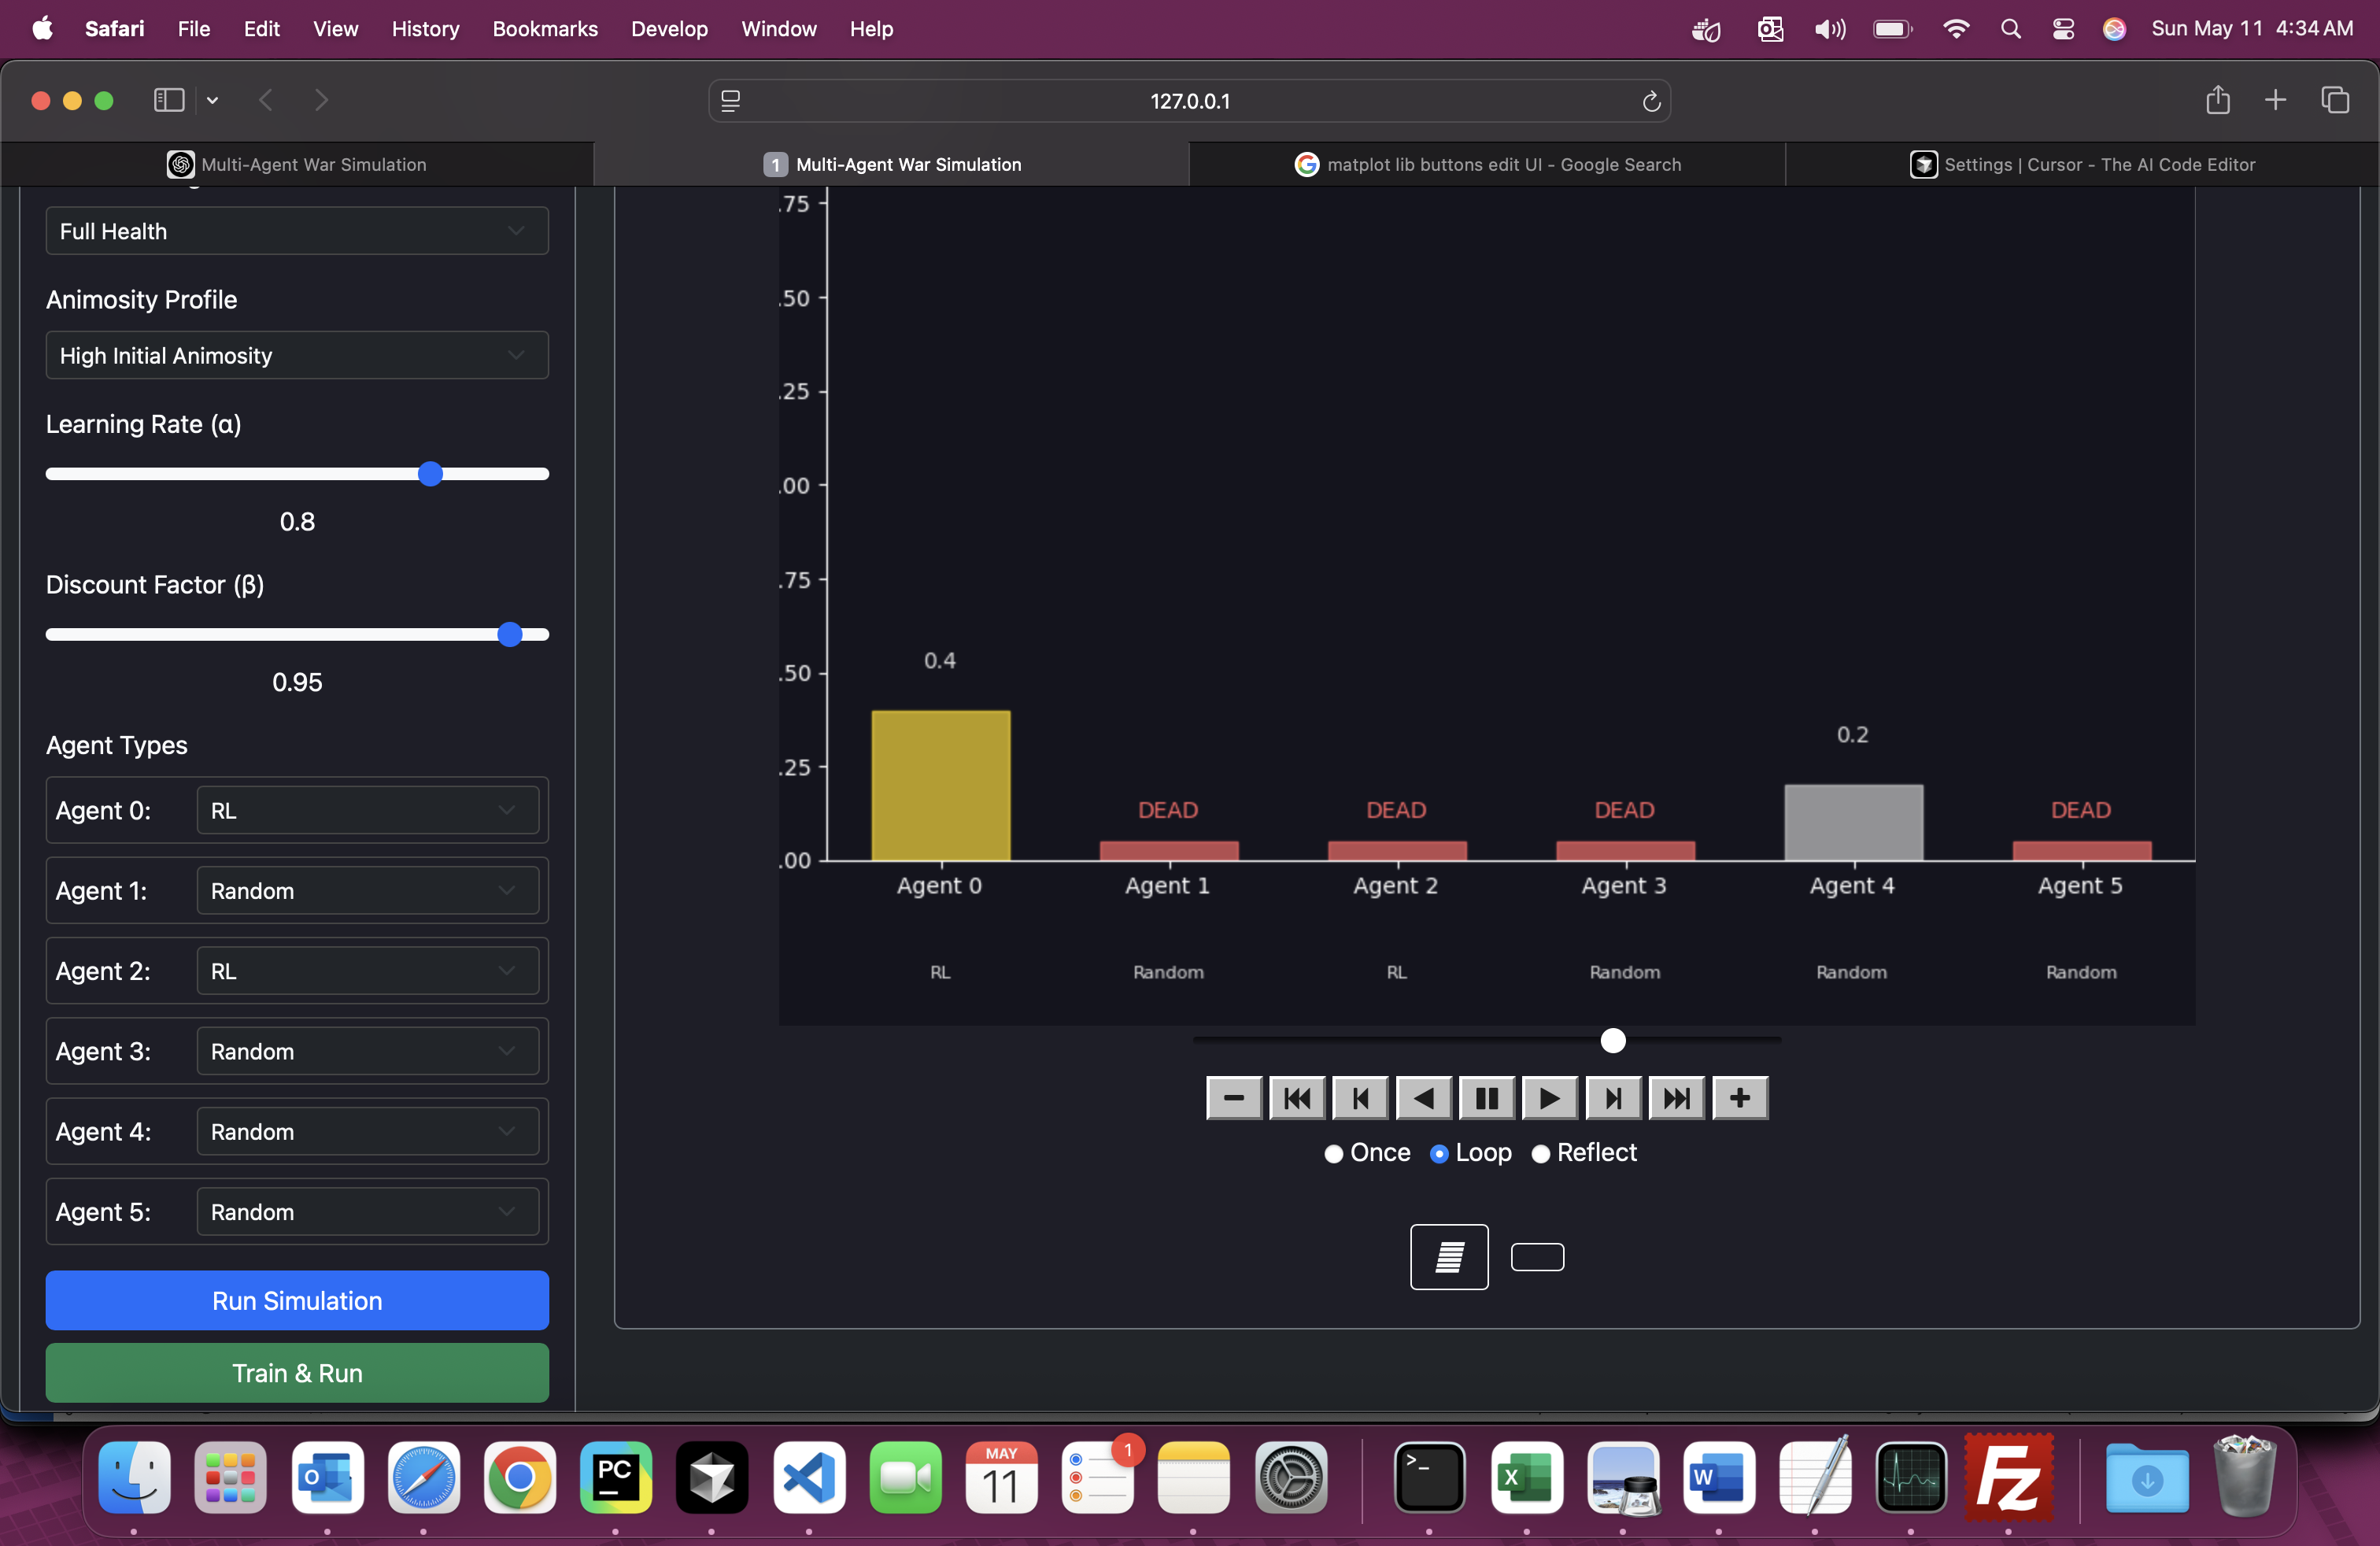 Safari File Edit View History Bookmarks Develop Window Help Sun May 11 4:34 AM
127.0.0.1
Multi-Agent War Simulation
1 Multi-Agent War Simulation
matplot lib buttons edit UI - Google Search
Settings | Cursor - The AI Code Editor
Full Health
Animosity Profile
High Initial Animosity
Learning Rate (α)
0.8
Discount Factor (β)
0.95
Agent Types
Agent 0: RL
Agent 1: Random
Agent 2: RL
Agent 3: Random
Agent 4: Random
Agent 5: Random
Run Simulation
Train & Run
.75
.50
.25
.00
.75
.50
.25
.00
0.4
DEAD
DEAD
DEAD
0.2
DEAD
Agent 0 Agent 1 Agent 2 Agent 3 Agent 4 Agent 5
RL Random RL Random Random Random
Once Loop Reflect
PC
MAY
11
1
W
Fz